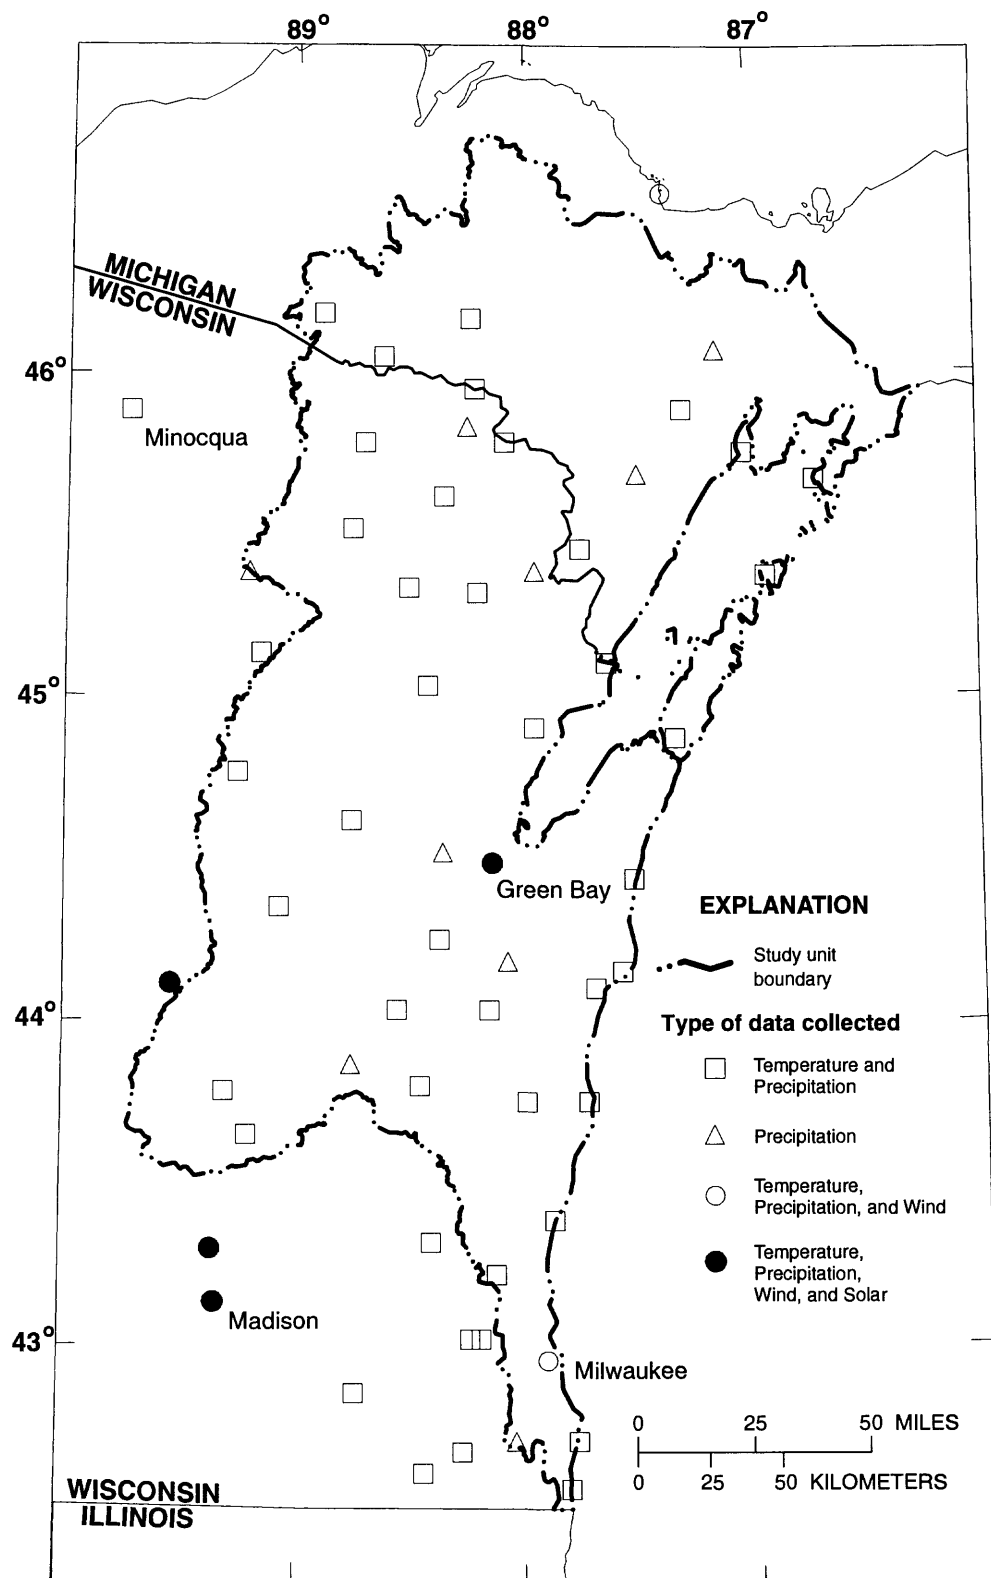 89°
88°
87°
MICHIGAN
WISCONSIN
46°
Minocqua
45°
Green Bay
EXPLANATION
Study unit
boundary
44°
Type of data collected
Temperature and
Precipitation
Precipitation
Temperature,
Precipitation, and Wind
Temperature,
Precipitation,
Wind, and Solar
Madison
43°
Milwaukee
0 25 50 MILES
0 25 50 KILOMETERS
WISCONSIN
ILLINOIS